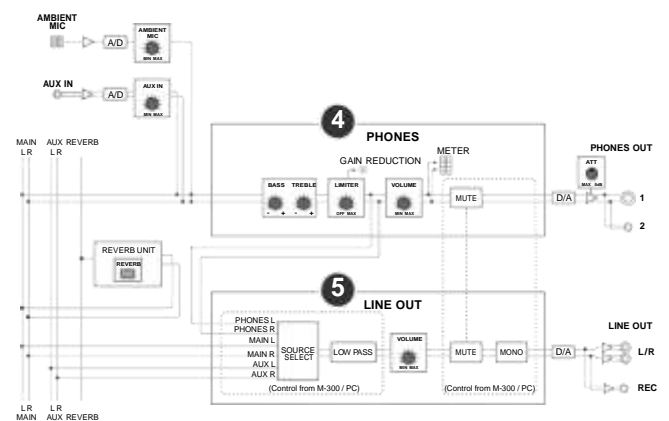 AMBIENT
MIC
A/D
AMBIENT
MIC
MIN MAX
AUX IN
A/D
AUX IN
MIN MAX
MAIN AUX REVERB
L R L R
4
PHONES
GAIN REDUCTION
METER
BASS TREBLE LIMITER VOLUME
- + - + OFF MAX MIN MAX
MUTE
D/A
PHONES OUT
ATT
MAX 0dB
1
2
REVERB UNIT
REVERB
5
LINE OUT
PHONES L
PHONES R
MAIN L
MAIN R
AUX L
AUX R
SOURCE
SELECT
LOW PASS
VOLUME
MIN MAX
MUTE
MONO
D/A
LINE OUT
L/R
REC
(Control from M-300 / PC)
(Control from M-300 / PC)
L R L R
MAIN AUX REVERB